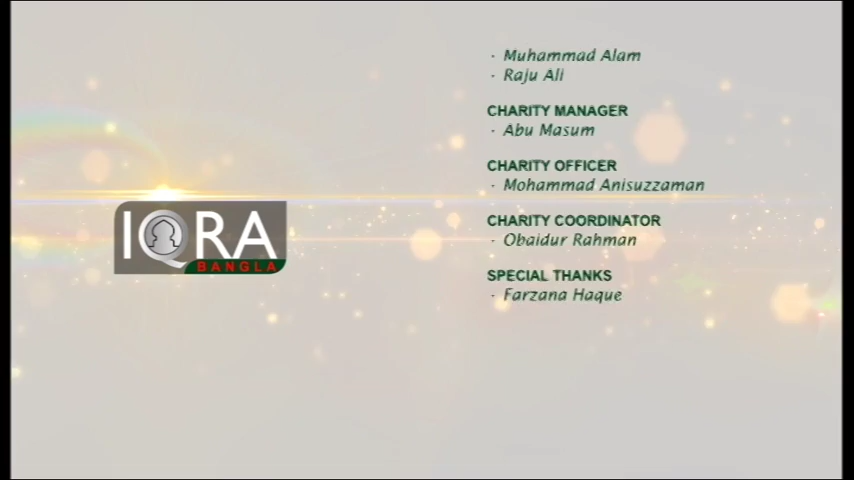 · Muhammad Alam
· Raju Ali
CHARITY MANAGER
· Abu Masum
CHARITY OFFICER
· Mohammad Anisuzzaman
CHARITY COORDINATOR
· Obaidur Rahman
SPECIAL THANKS
· Farzana Haque
IQRA
BANGLA